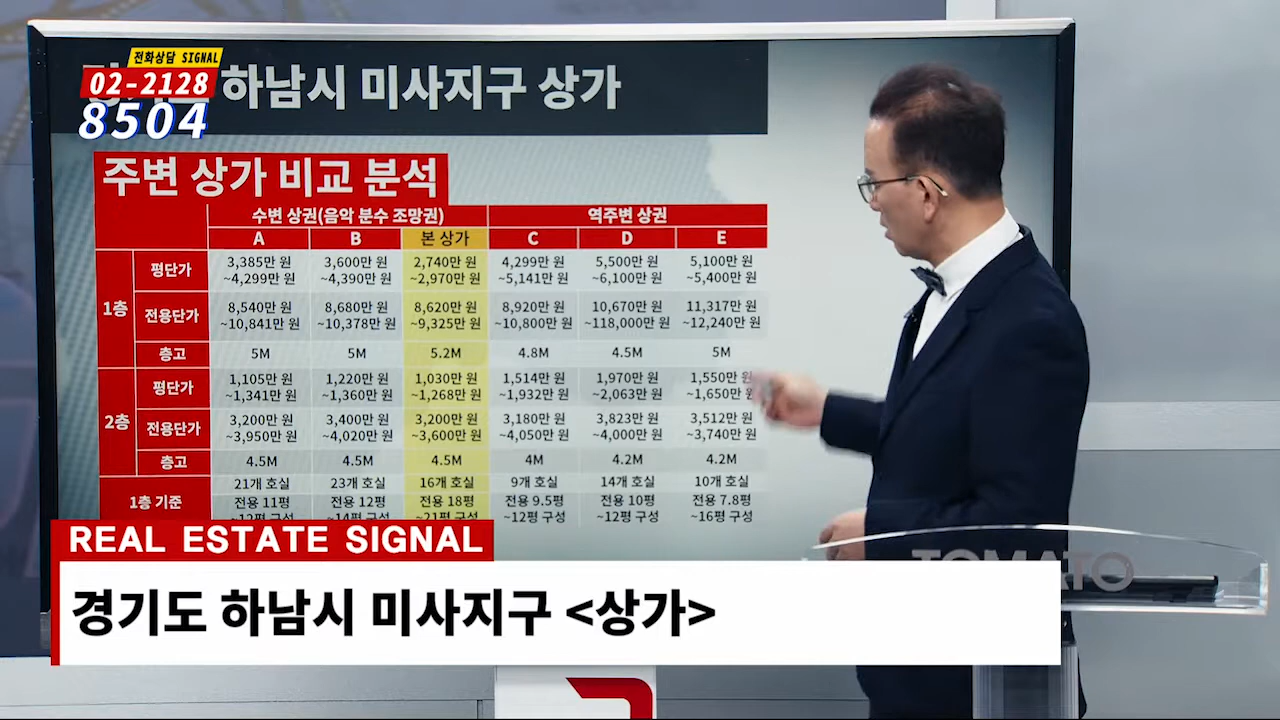 전화상담 SIGNAL
02-2128
8504
하남시 미사지구 상가
주변 상가 비교 분석
수변 상권(음악 분수 조망권) 역주변 상권
A B 본 상가 C D E
1층
평단가 3,385만 원 3,600만 원 2,740만 원 4,299만 원 5,500만 원 5,100만 원
~4,299만 원 ~4,390만 원 ~2,970만 원 ~5,141만 원 ~6,100만 원 ~5,400만 원
전용단가 8,540만 원 8,680만 원 8,620만 원 8,920만 원 10,670만 원 11,317만 원
~10,841만 원 ~10,378만 원 ~9,325만 원 ~10,800만 원 ~118,000만 원 ~12,240만 원
층고 5M 5M 5.2M 4.8M 4.5M 5M
2층
평단가 1,105만 원 1,220만 원 1,030만 원 1,514만 원 1,970만 원 1,550만 원
~1,341만 원 ~1,360만 원 ~1,268만 원 ~1,932만 원 ~2,063만 원 ~1,650만 원
전용단가 3,200만 원 3,400만 원 3,200만 원 3,180만 원 3,823만 원 3,512만 원
~3,950만 원 ~4,020만 원 ~3,600만 원 ~4,050만 원 ~4,000만 원 ~3,740만 원
층고 4.5M 4.5M 4.5M 4M 4.2M 4.2M
1층 기준
21개 호실 23개 호실 16개 호실 9개 호실 14개 호실 10개 호실
전용 11평 전용 12평 전용 18평 전용 9.5평 전용 10평 전용 7.8평
~12평 구성 ~14평 구성 ~21평 구성 ~12평 구성 ~12평 구성 ~16평 구성
REAL ESTATE SIGNAL
경기도 하남시 미사지구 <상가>
TOMATO